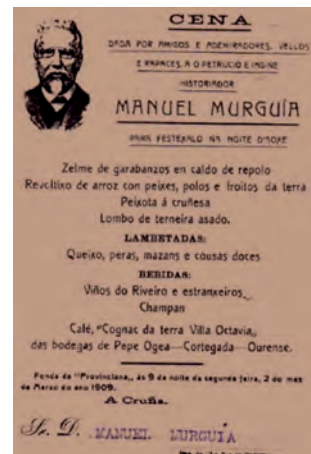 CENA
DADA POR AMIGOS E ADEMIRADORES, VELLOS
E RAPACES, A O PETRUCIO E INSINE
HISTORIADOR
MANUEL MURGUÍA
PARA FESTEXALO NA NOITE D'OXE
Zelme de garabanzos en caldo de repolo
Revoltixo de arroz con peixes, polos e froitos da terra
Peixota á cruñesa
Lombo de terneira asado.
LAMBETADAS:
Queixo, peras, mazans e cousas doces
BEBIDAS:
Viños do Riveiro e estranxeiros
Champan
Café, "Cognac da terra Villa Octavia„
das bodegas de Pepe Ogea—Cortegada—Ourense.
Fonda da "Provinciana„ ás 9 da noite da segunda feira, 2 do mes
de Marzo do ano 1909.
A Cruña.
Sr. D. MANUEL MURGUÍA